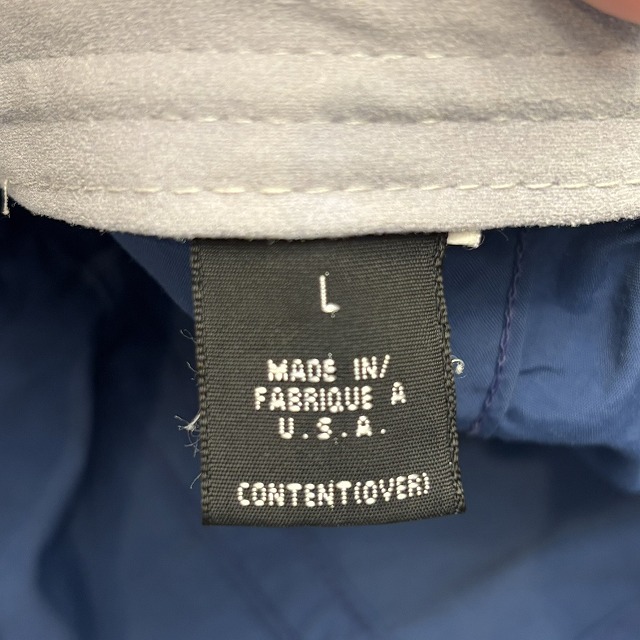 L
MADE IN/
FABRIQUE A
U.S.A.
CONTENT(OVER)